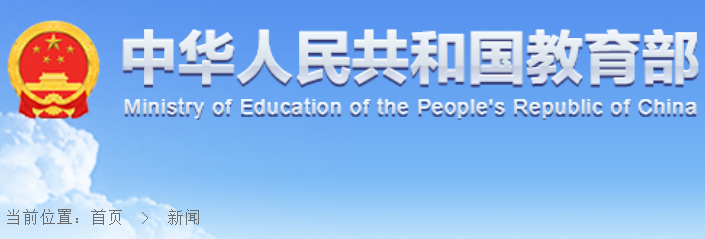 中华人民共和国教育部
Ministry of Education of the People's Republic of China
当前位置：首页 > 新闻